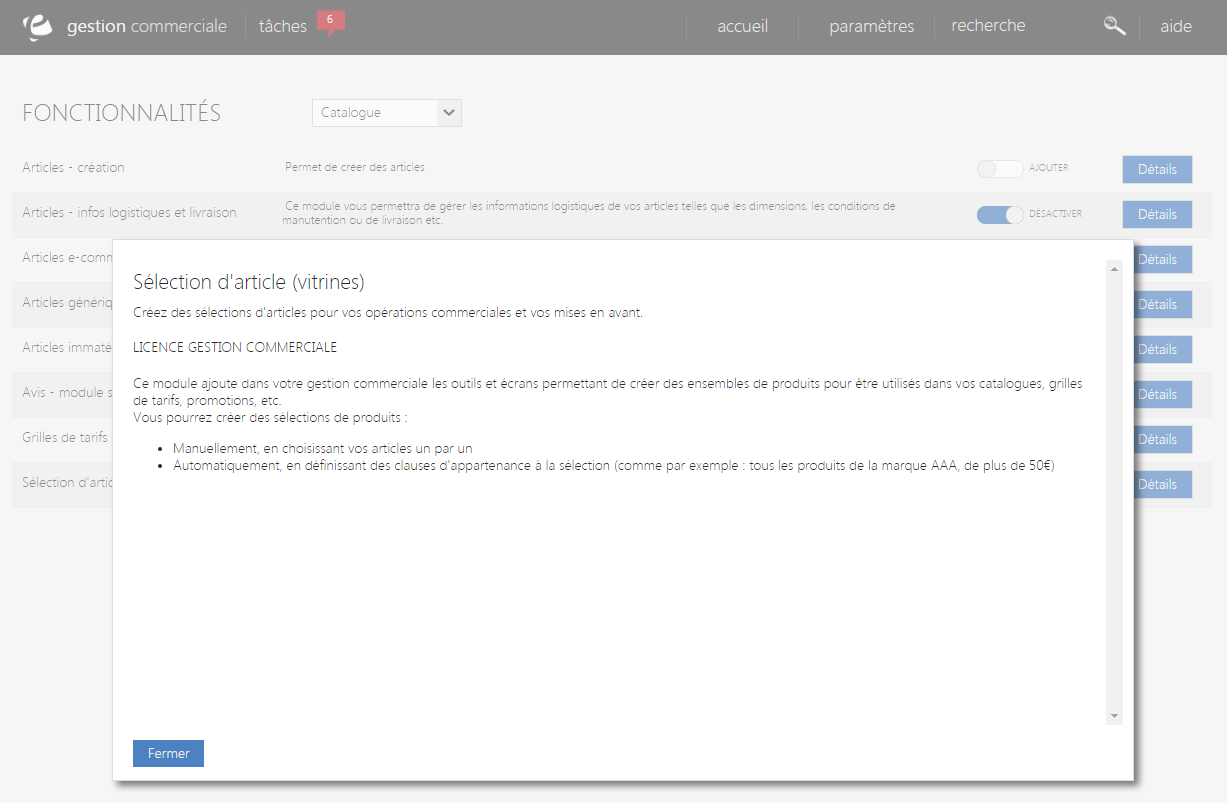 gestion commerciale tâches 6 accueil paramètres recherche aide
FONCTIONNALITÉS Catalogue
Articles - création Permet de créer des articles AJOUTER Détails
Articles - infos logistiques et livraison Ce module vous permettra de gérer les informations logistiques de vos articles telles que les dimensions, les conditions de
manutention ou de livraison etc. DÉSACTIVER Détails
Articles e-comm Détails
Articles génériq Détails
Articles immaté Détails
Avis - module s Détails
Grilles de tarifs Détails
Sélection d'artic Détails
Sélection d'article (vitrines)
Créez des sélections d'articles pour vos opérations commerciales et vos mises en avant.
LICENCE GESTION COMMERCIALE
Ce module ajoute dans votre gestion commerciale les outils et écrans permettant de créer des ensembles de produits pour être utilisés dans vos catalogues, grilles
de tarifs, promotions, etc.
Vous pourrez créer des sélections de produits :
• Manuellement, en choisissant vos articles un par un
• Automatiquement, en définissant des clauses d'appartenance à la sélection (comme par exemple : tous les produits de la marque AAA, de plus de 50€)
Fermer